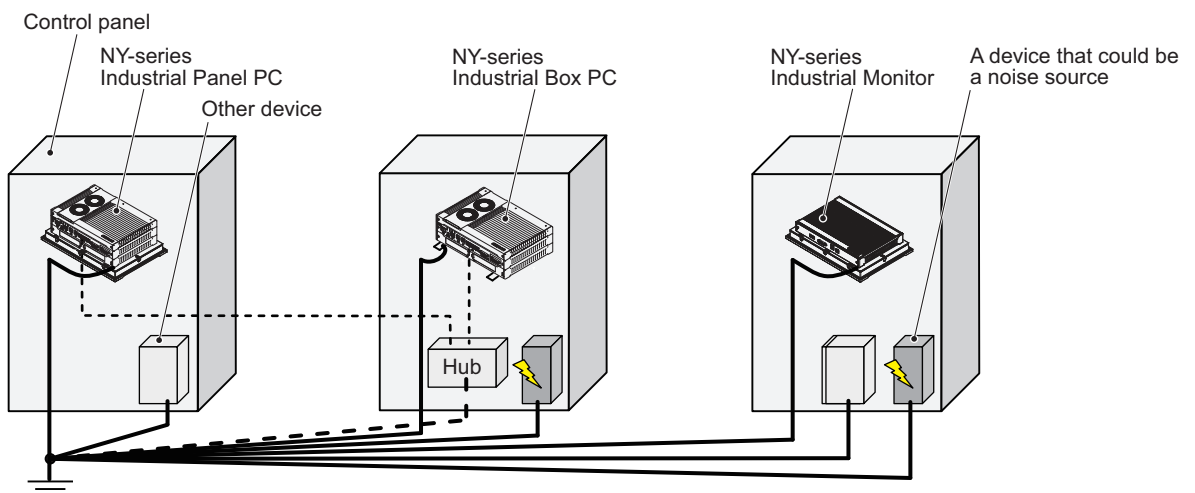 Control panel
NY-series
Industrial Panel PC
Other device
NY-series
Industrial Box PC
NY-series
Industrial Monitor
A device that could be
a noise source
Hub